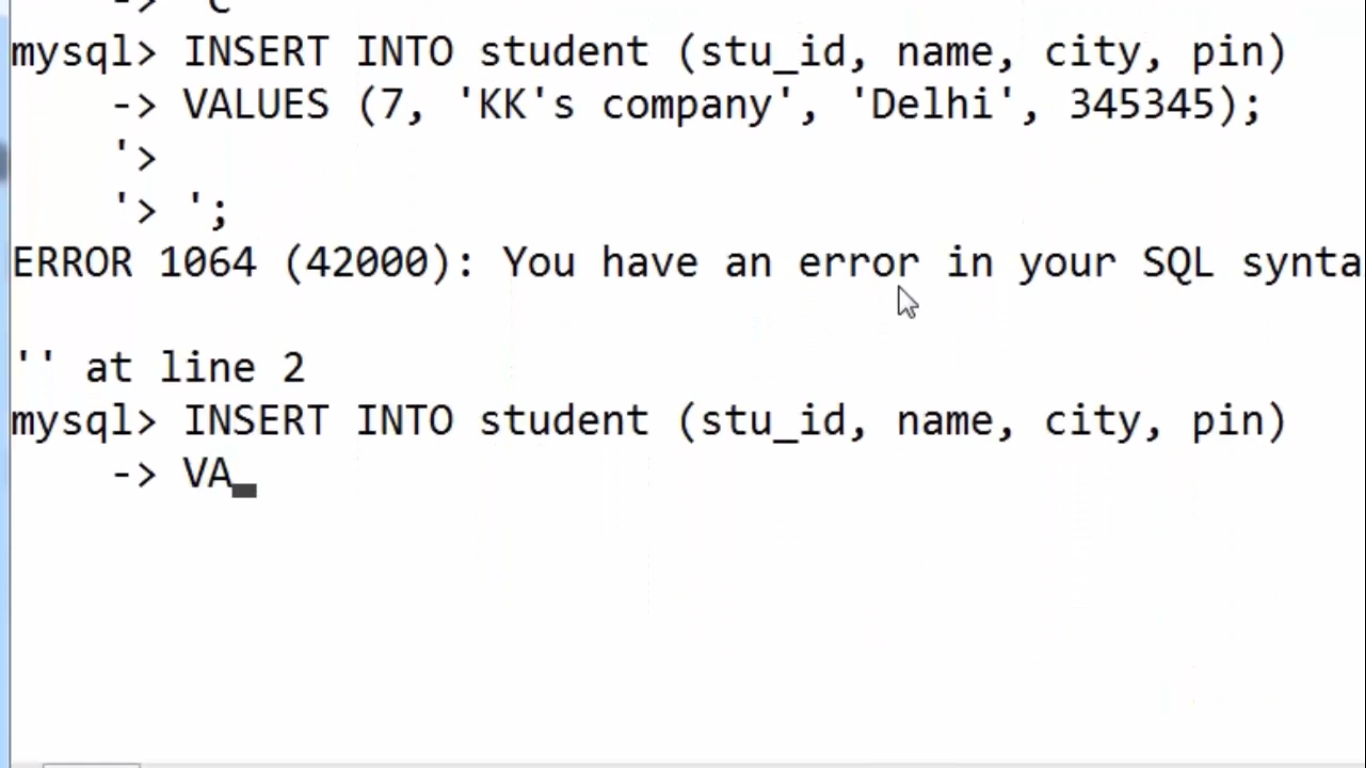 -> 'C
mysql> INSERT INTO student (stu_id, name, city, pin)
-> VALUES (7, 'KK's company', 'Delhi', 345345);
'>
'> ';
ERROR 1064 (42000): You have an error in your SQL synta
'' at line 2
mysql> INSERT INTO student (stu_id, name, city, pin)
-> VA